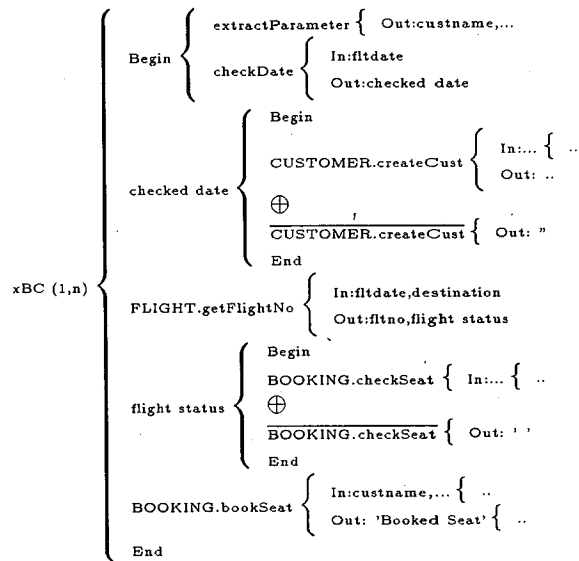 extractParameter { Out:custname,...
Begin {
checkDate { In:fltdate
Out:checked date
Begin
CUSTOMER.createCust { In:... { ..
Out: ..
checked date {
⊕
CUSTOMER.createCust { Out: "
End
xBC (1,n) {
FLIGHT.getFlightNo { In:fltdate,destination
Out:fltno,flight status
Begin
BOOKING.checkSeat { In:... { ..
flight status {
⊕
BOOKING.checkSeat { Out: ' '
End
BOOKING.bookSeat { In:custname,... { ..
Out: 'Booked Seat' { ..
End